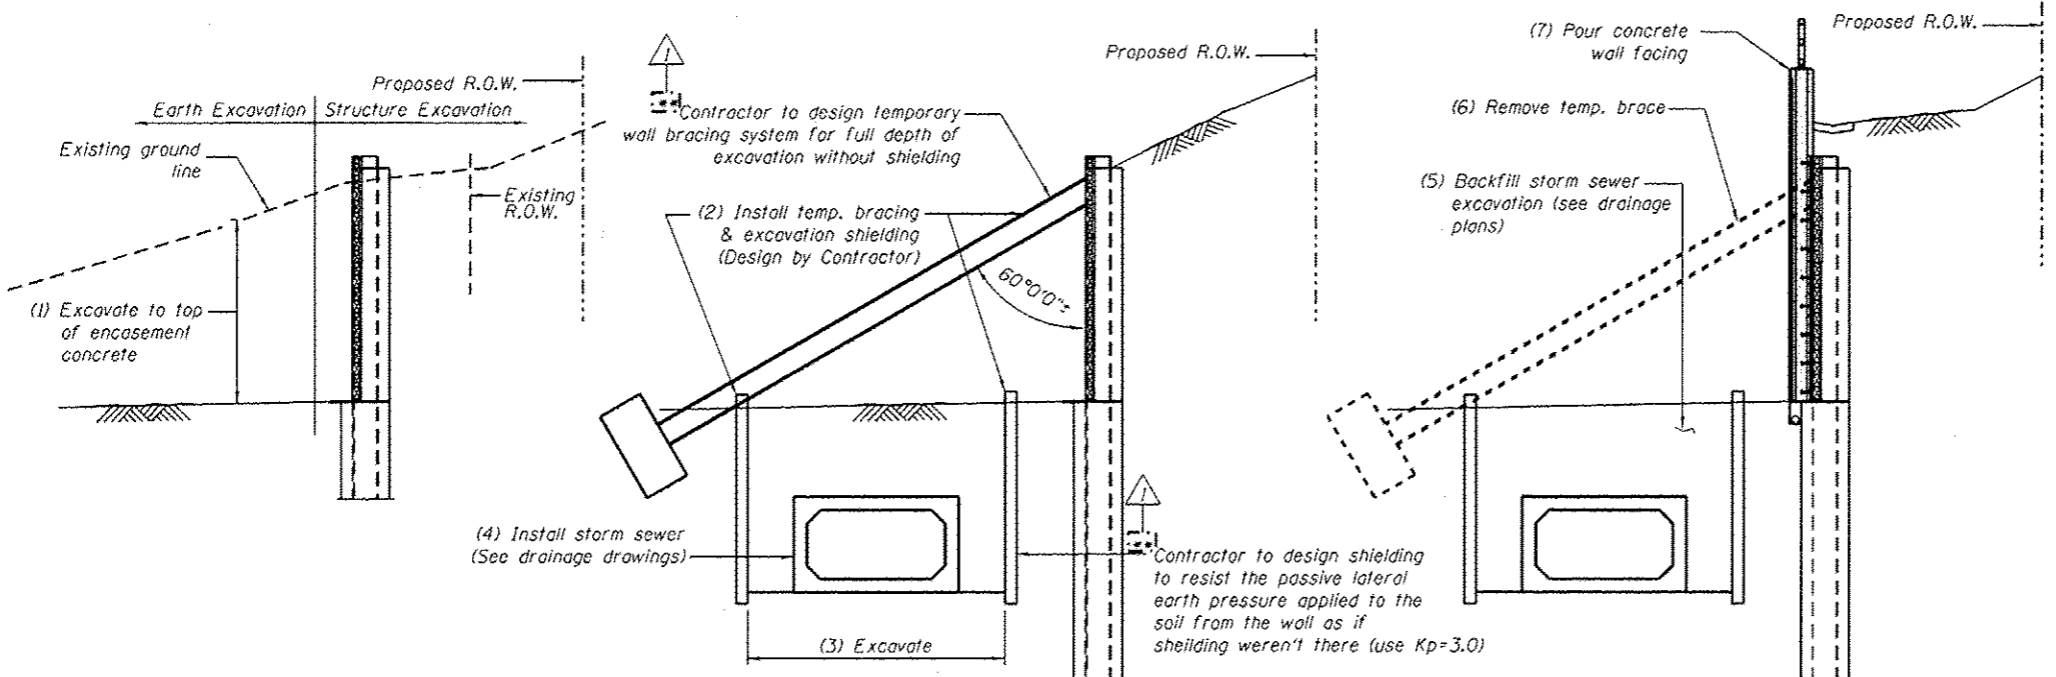 Proposed R.O.W.
Earth Excavation
Structure Excavation
Existing ground
line
Existing
R.O.W.
(1) Excavate to top
of encasement
concrete
Proposed R.O.W.
Contractor to design temporary
wall bracing system for full depth of
excavation without shielding
(2) Install temp. bracing
& excavation shielding
(Design by Contractor)
60°0'0"±
(4) Install storm sewer
(See drainage drawings)
(3) Excavate
Contractor to design shielding
to resist the passive lateral
earth pressure applied to the
soil from the wall as if
sheilding weren't there (use Kp=3.0)
(7) Pour concrete
wall facing
Proposed R.O.W.
(6) Remove temp. brace
(5) Backfill storm sewer
excavation (see drainage
plans)